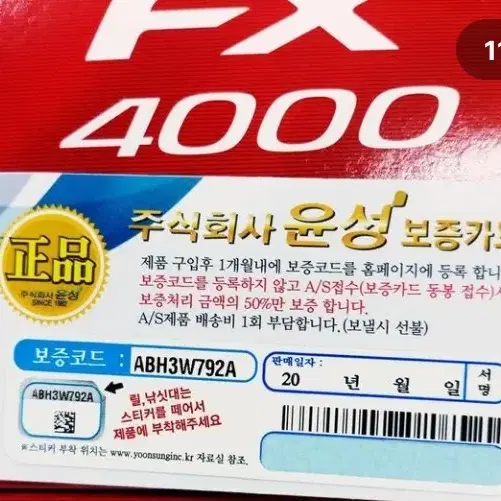 FX
4000
正品
주식회사 윤성
SINCE 1982
주식회사 윤성 보증카드
제품 구입후 1개월내에 보증코드를 홈페이지에 등록 합니
보증코드를 등록하지 않고 A/S접수(보증카드 동봉 접수)시
보증처리 금액의 50%만 보증 합니다.
A/S제품 배송비 1회 부담합니다.(보낼시 선불)
보증코드 : ABH3W792A
판매일자 :
20 년 월 일
서
명
ABH3W792A
릴,낚싯대는
스티커를 떼어서
제품에 부착해주세요
※스티커 부착 위치는 www.yoonsunginc.kr 자료실 참조.